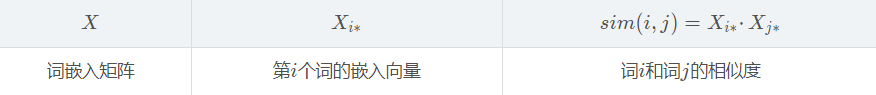 X X_{i*} sim(i, j) = X_{i*}· X_{j*}
词嵌入矩阵 第i个词的嵌入向量 词i和词j的相似度